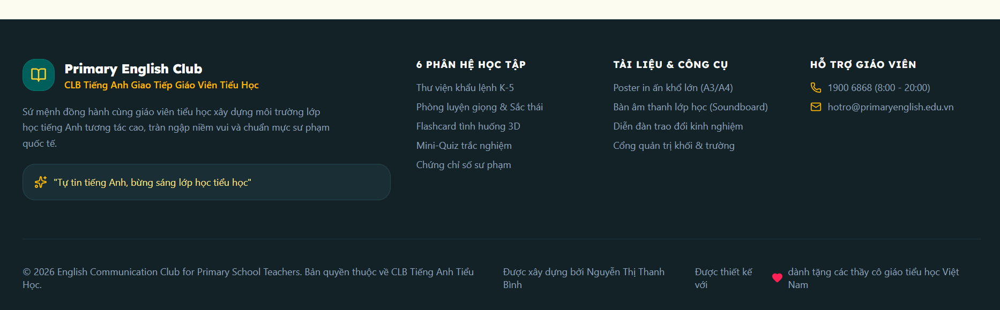 Primary English Club
CLB Tiếng Anh Giao Tiếp Giáo Viên Tiểu Học
Sứ mệnh đồng hành cùng giáo viên tiểu học xây dựng môi trường lớp
học tiếng Anh tương tác cao, tràn ngập niềm vui và chuẩn mực sư phạm
quốc tế.
"Tự tin tiếng Anh, bừng sáng lớp học tiểu học"
6 PHÂN HỆ HỌC TẬP
Thư viện khẩu lệnh K-5
Phòng luyện giọng & Sắc thái
Flashcard tình huống 3D
Mini-Quiz trắc nghiệm
Chứng chỉ số sư phạm
TÀI LIỆU & CÔNG CỤ
Poster in ấn khổ lớn (A3/A4)
Bàn âm thanh lớp học (Soundboard)
Diễn đàn trao đổi kinh nghiệm
Cổng quản trị khối & trường
HỖ TRỢ GIÁO VIÊN
1900 6868 (8:00 - 20:00)
hotro@primaryenglish.edu.vn
© 2026 English Communication Club for Primary School Teachers. Bản quyền thuộc về CLB Tiếng Anh Tiểu
Học.
Được xây dựng bởi Nguyễn Thị Thanh
Bình
Được thiết kế
với
dành tặng các thầy cô giáo tiểu học Việt
Nam